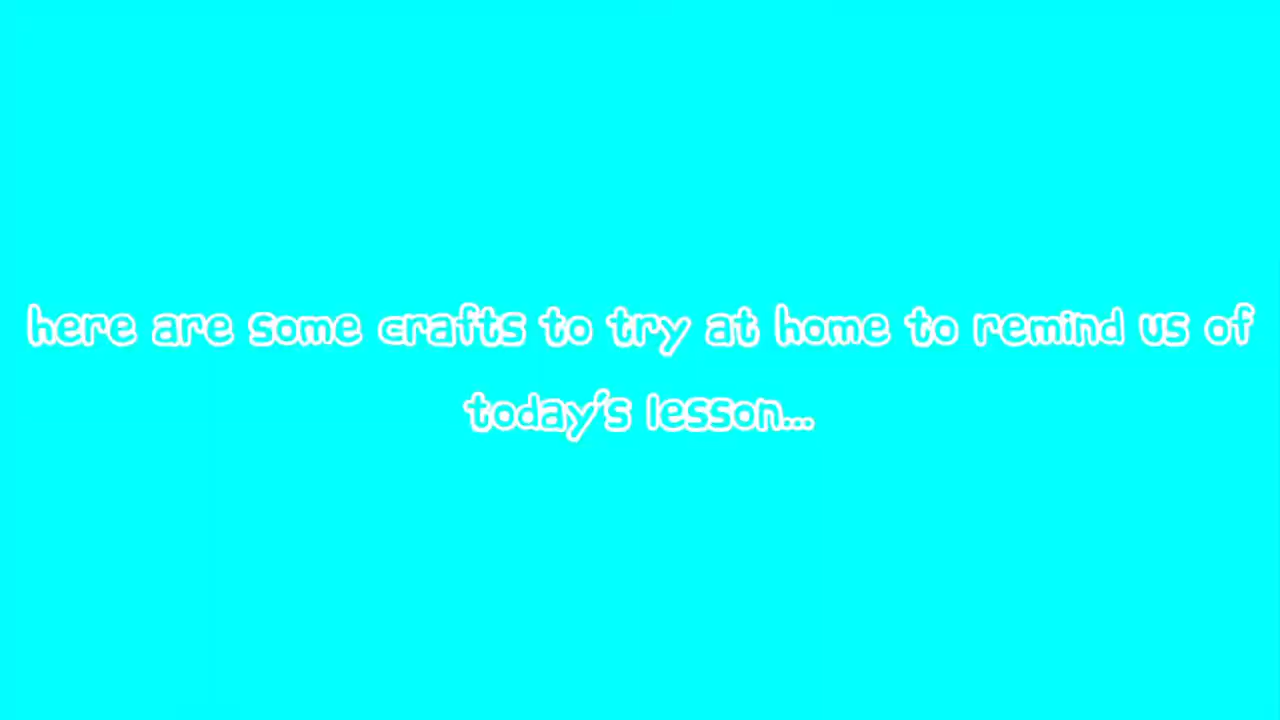 here are some crafts to try at home to remind us of
today's lesson...